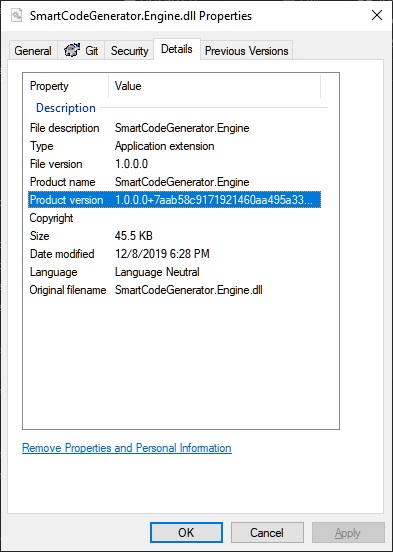 SmartCodeGenerator.Engine.dll Properties
General Git Security Details Previous Versions
Property Value
Description
File description SmartCodeGenerator.Engine
Type Application extension
File version 1.0.0.0
Product name SmartCodeGenerator.Engine
Product version 1.0.0.0+7aab58c9171921460aa495a33...
Copyright
Size 45.5 KB
Date modified 12/8/2019 6:28 PM
Language Language Neutral
Original filename SmartCodeGenerator.Engine.dll
Remove Properties and Personal Information
OK Cancel Apply